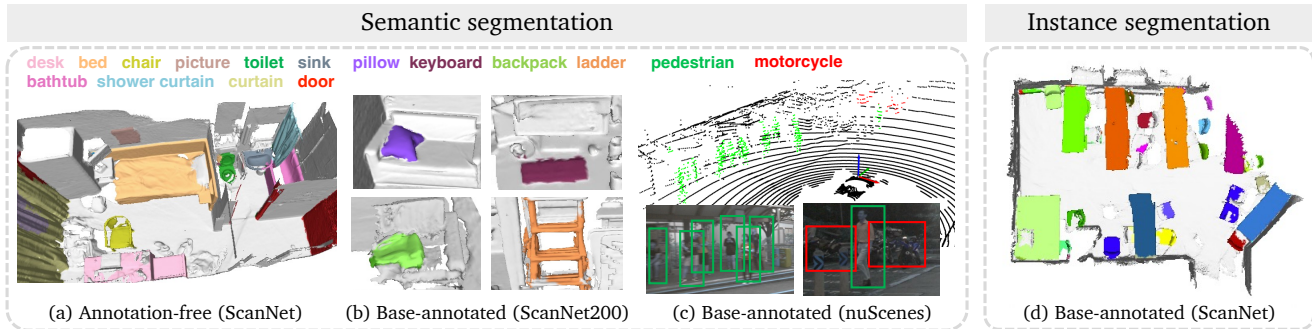 Semantic segmentation
Instance segmentation
desk bed chair picture toilet sink
bathtub shower curtain curtain door
pillow keyboard backpack ladder
pedestrian motorcycle
(a) Annotation-free (ScanNet)
(b) Base-annotated (ScanNet200)
(c) Base-annotated (nuScenes)
(d) Base-annotated (ScanNet)